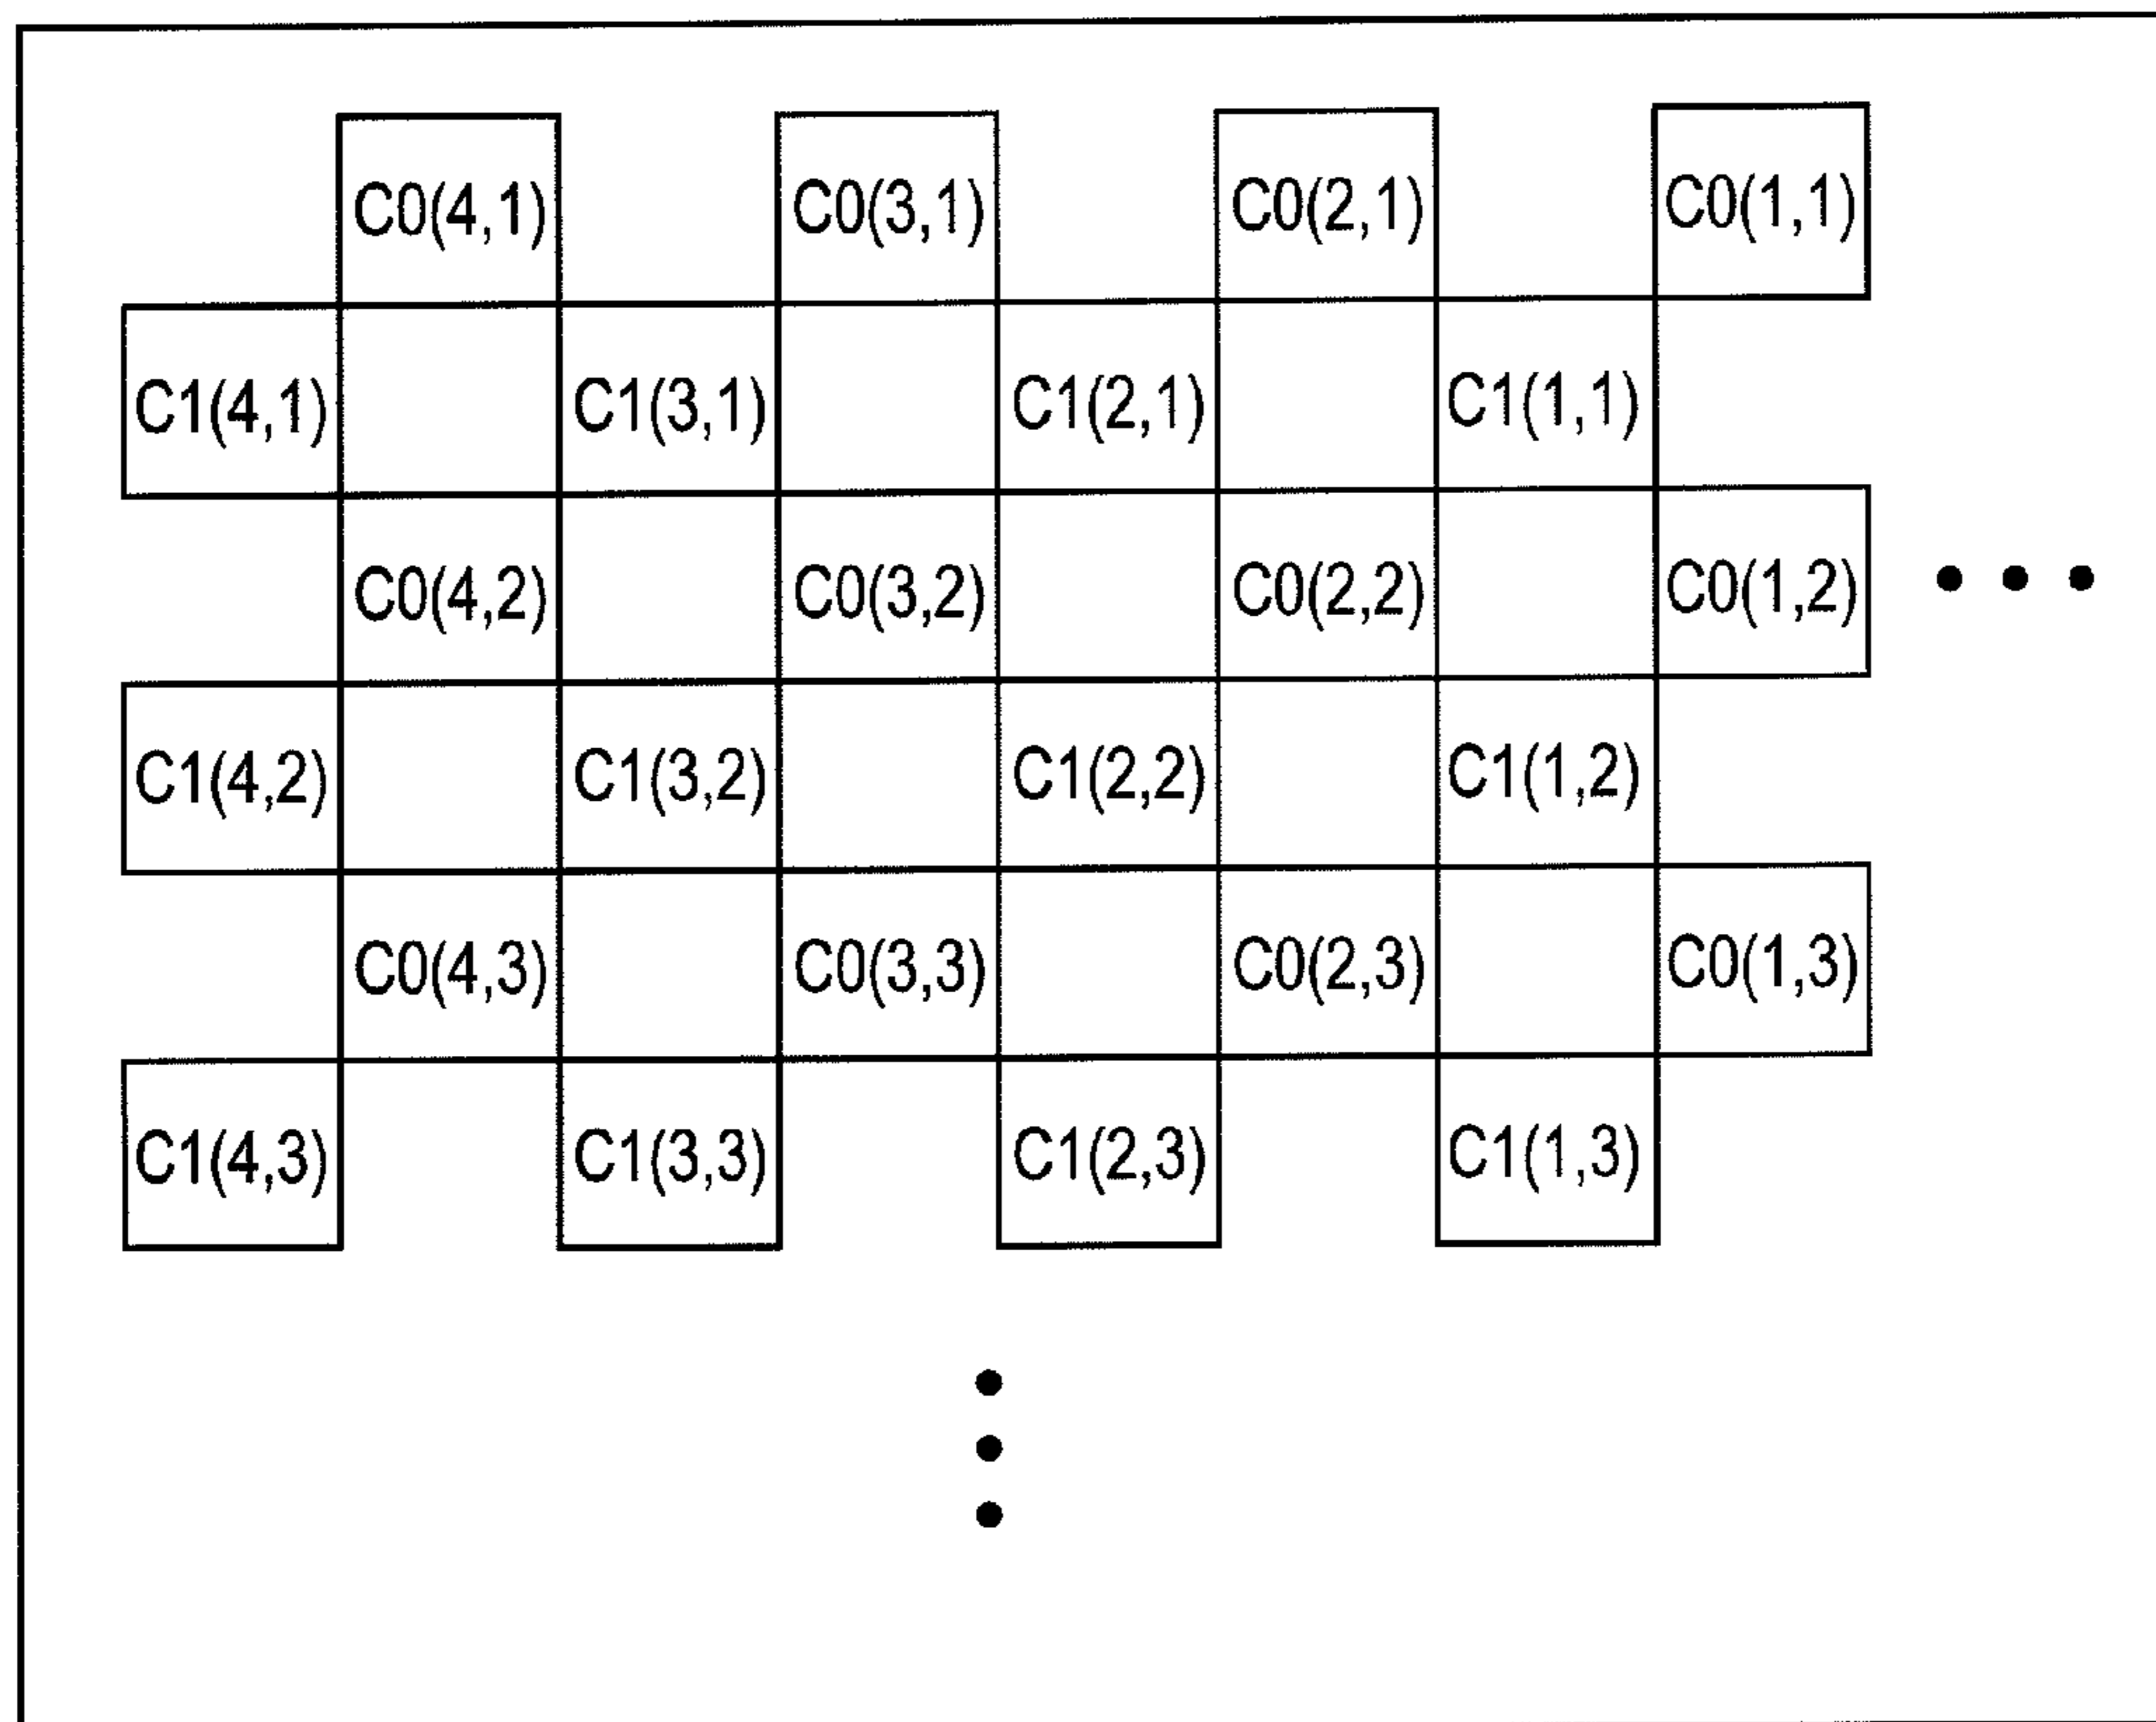 C0(4,1) C0(3,1) C0(2,1) C0(1,1)
C1(4,1) C1(3,1) C1(2,1) C1(1,1)
C0(4,2) C0(3,2) C0(2,2) C0(1,2)
C1(4,2) C1(3,2) C1(2,2) C1(1,2)
C0(4,3) C0(3,3) C0(2,3) C0(1,3)
C1(4,3) C1(3,3) C1(2,3) C1(1,3)